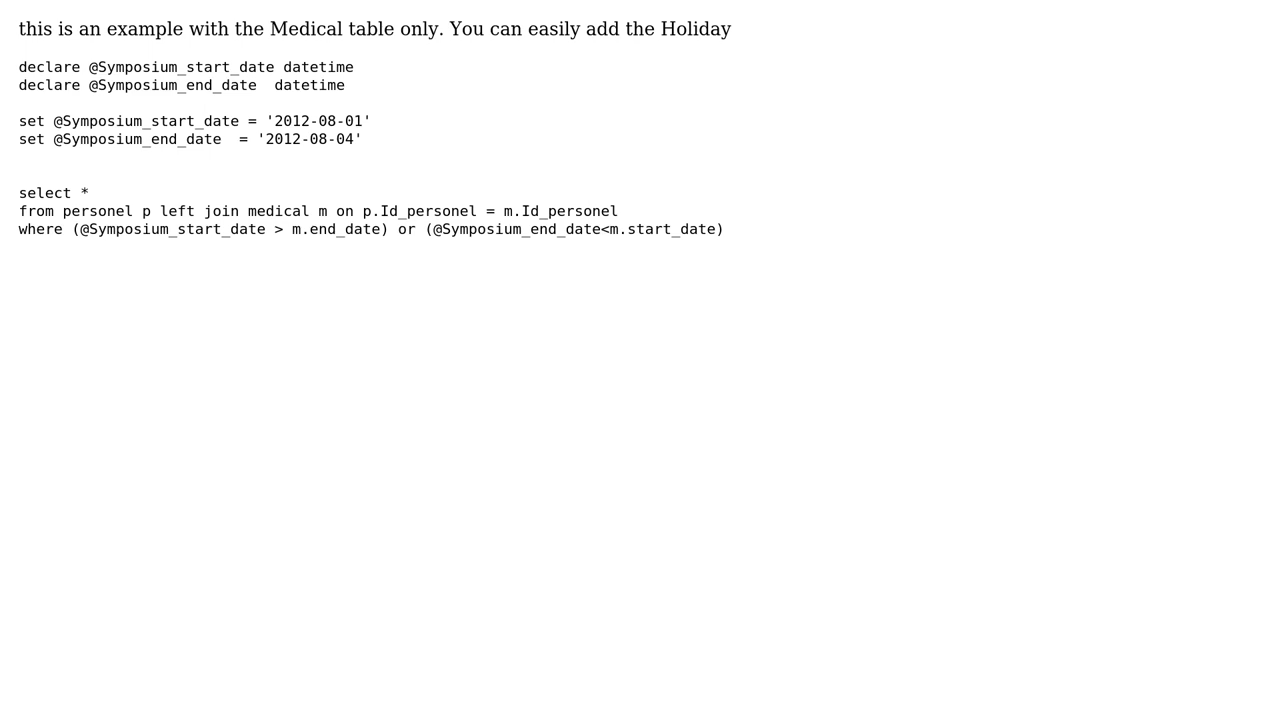 this is an example with the Medical table only. You can easily add the Holiday
declare @Symposium_start_date datetime
declare @Symposium_end_date  datetime
set @Symposium_start_date = '2012-08-01'
set @Symposium_end_date  = '2012-08-04'
select *
from personel p left join medical m on p.Id_personel = m.Id_personel
where (@Symposium_start_date > m.end_date) or (@Symposium_end_date<m.start_date)